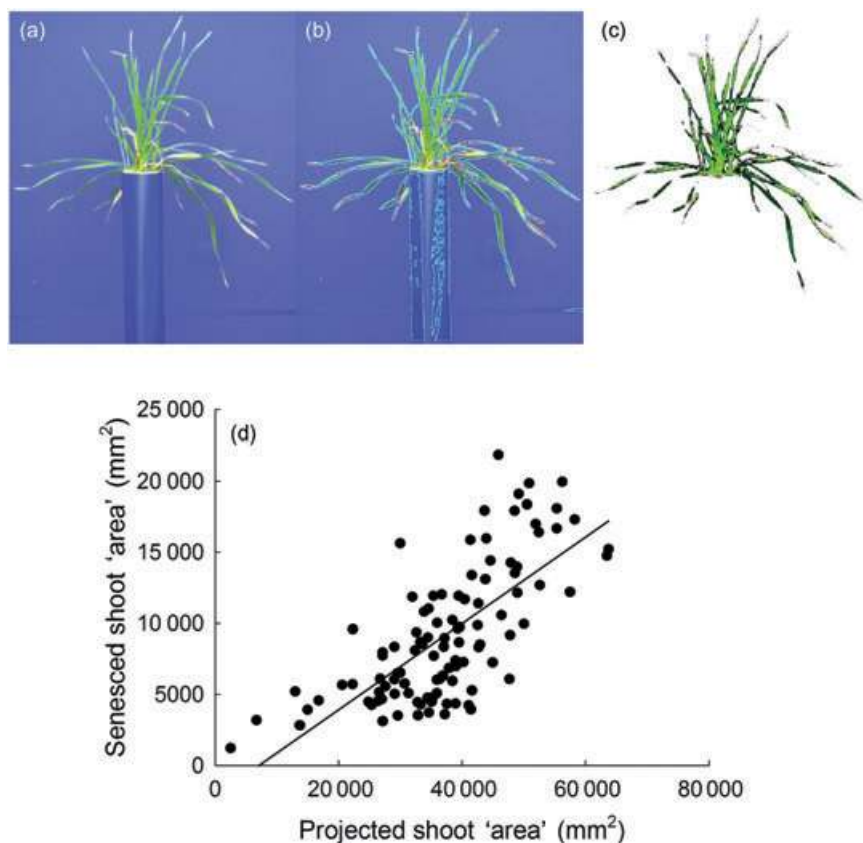 (a)
(b)
(c)
(d)
25 000
20 000
15 000
10 000
5000
0
Senesced shoot ‘area’ (mm²)
0
20 000
40 000
60 000
80 000
Projected shoot ‘area’ (mm²)